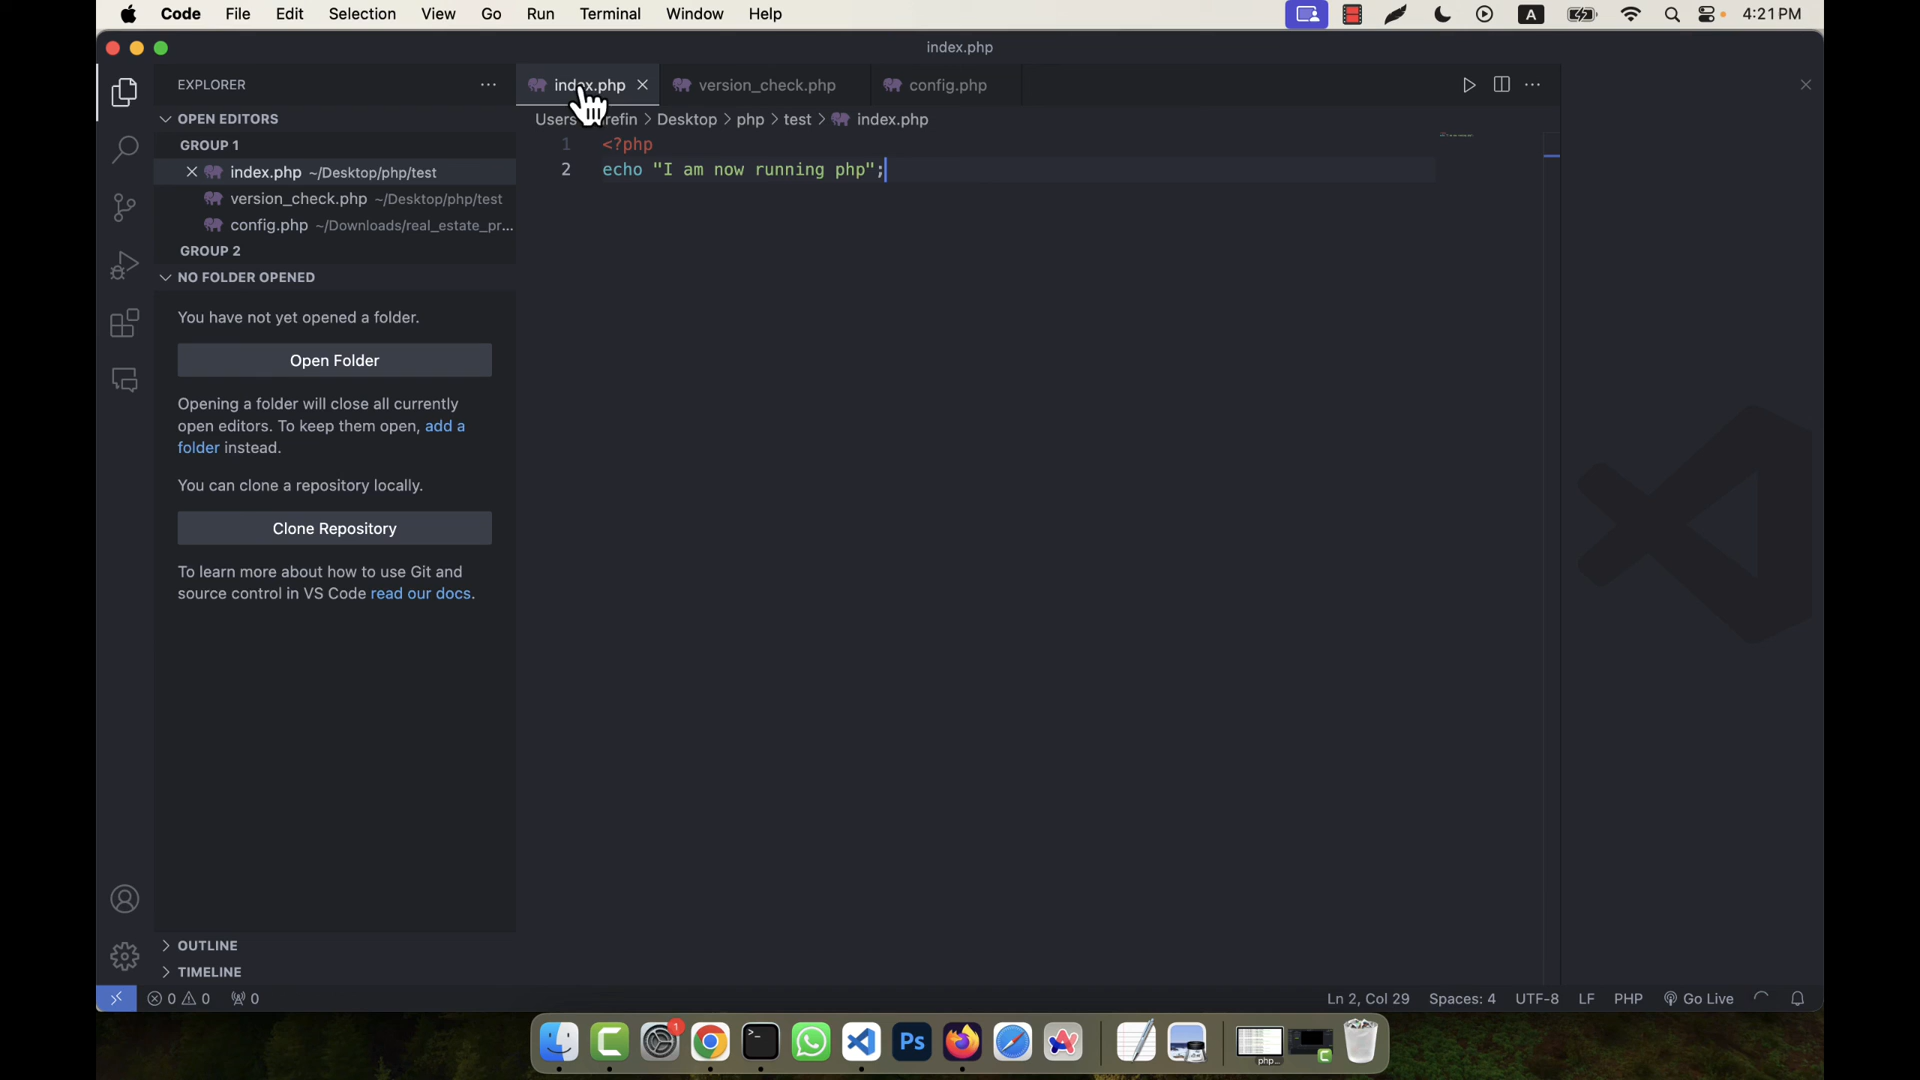 Code File Edit Selection View Go Run Terminal Window Help A 4:21 PM
index.php
EXPLORER
index.php version_check.php config.php
OPEN EDITORS
Users Desktop > php > test > index.php
GROUP 1
1 <?php
index.php ~/Desktop/php/test
2 echo "I am now running php";
version_check.php ~/Desktop/php/test
config.php ~/Downloads/real_estate_pr...
GROUP 2
NO FOLDER OPENED
You have not yet opened a folder.
Open Folder
Opening a folder will close all currently
open editors. To keep them open, add a
folder instead.
You can clone a repository locally.
Clone Repository
To learn more about how to use Git and
source control in VS Code read our docs.
OUTLINE
TIMELINE
0 0 0 Ln 2, Col 29 Spaces: 4 UTF-8 LF PHP Go Live
1
Ps
php...